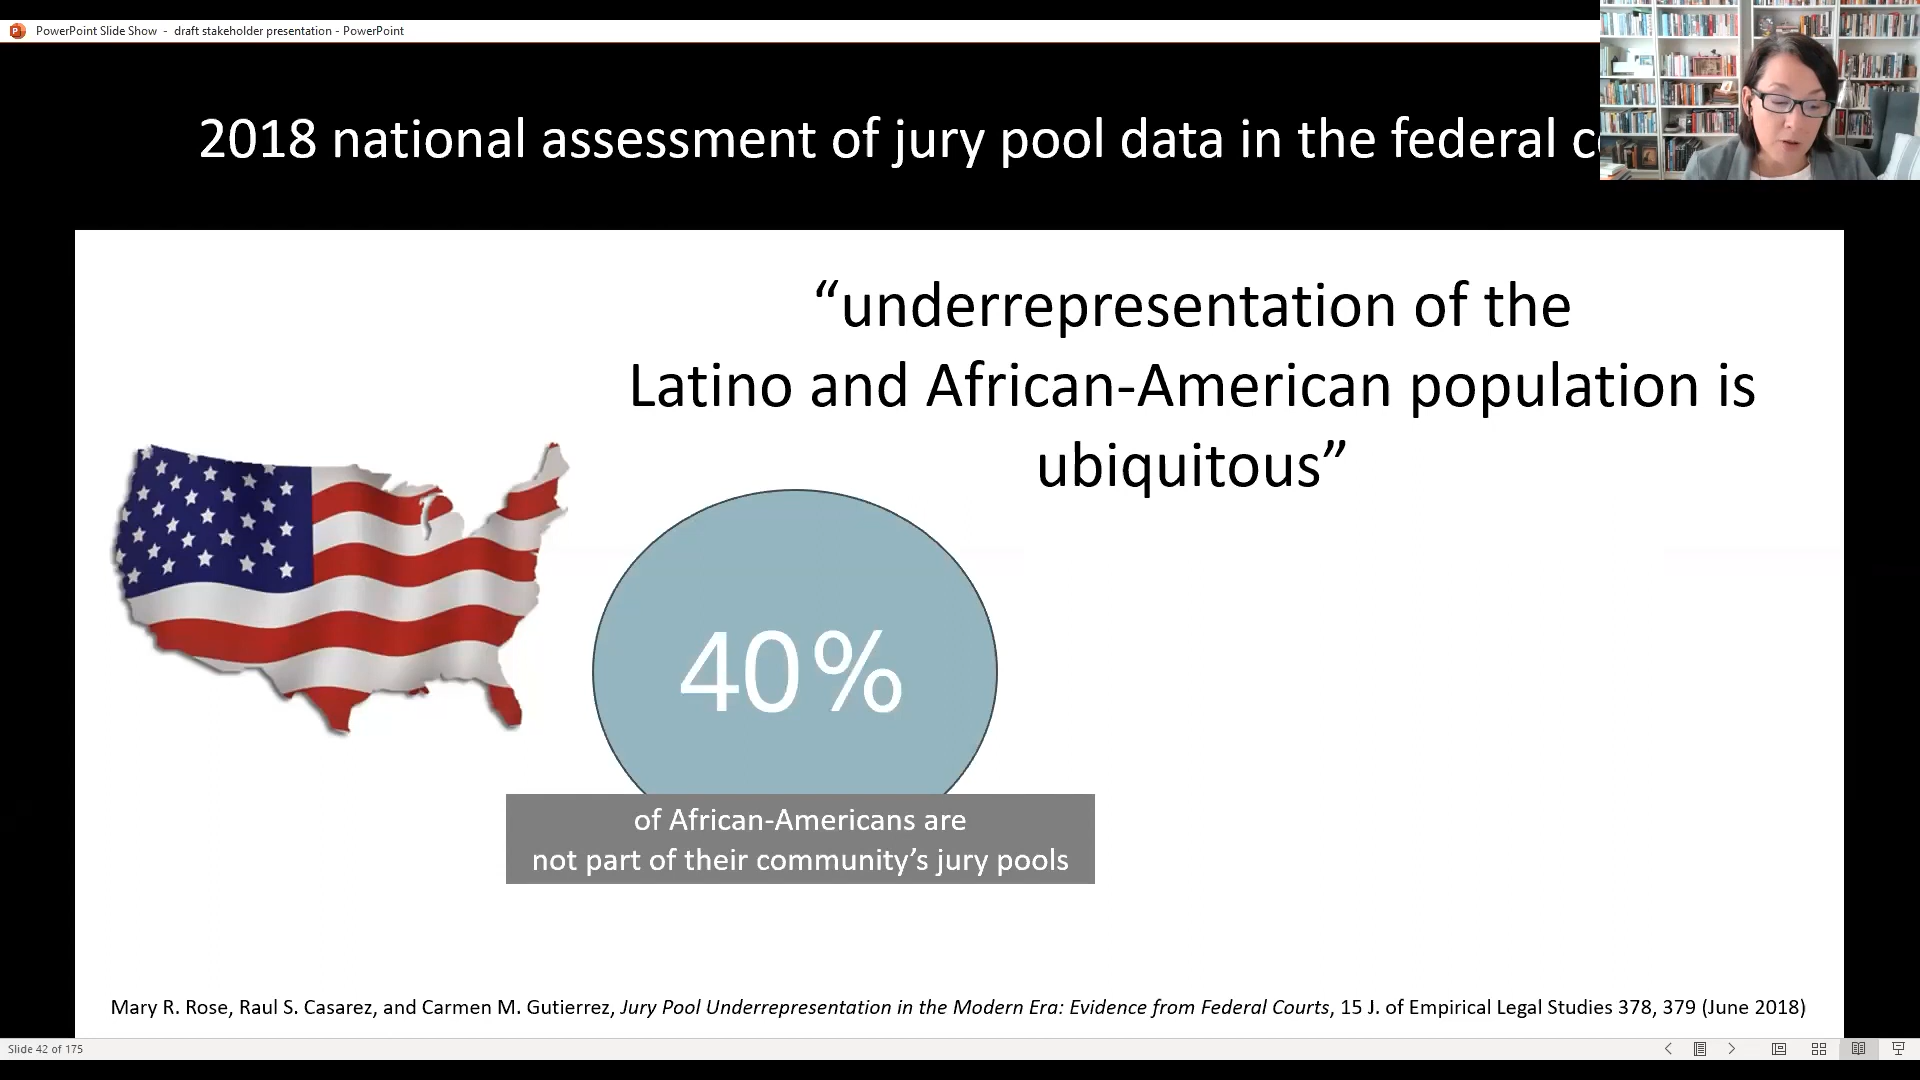 PowerPoint Slide Show - draft stakeholder presentation - PowerPoint
2018 national assessment of jury pool data in the federal c
“underrepresentation of the
Latino and African-American population is
ubiquitous”
40%
of African-Americans are
not part of their community’s jury pools
Mary R. Rose, Raul S. Casarez, and Carmen M. Gutierrez, Jury Pool Underrepresentation in the Modern Era: Evidence from Federal Courts, 15 J. of Empirical Legal Studies 378, 379 (June 2018)
Slide 42 of 175